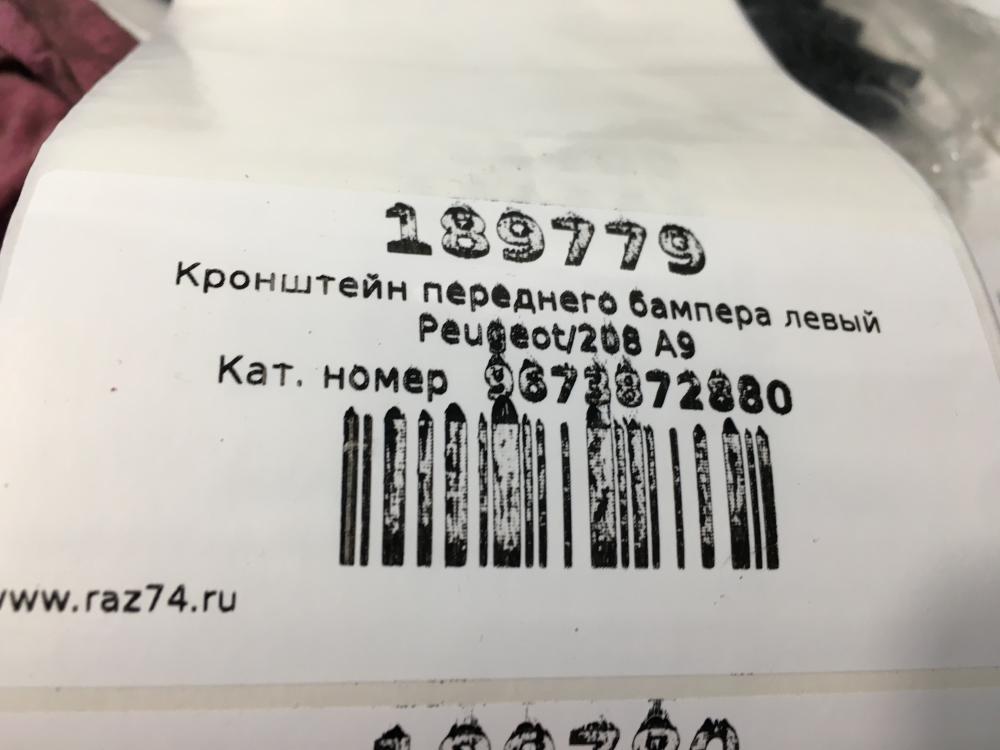 189779
Кронштейн переднего бампера левый
Peugeot/208 A9
Кат. номер 9673872880
www.raz74.ru